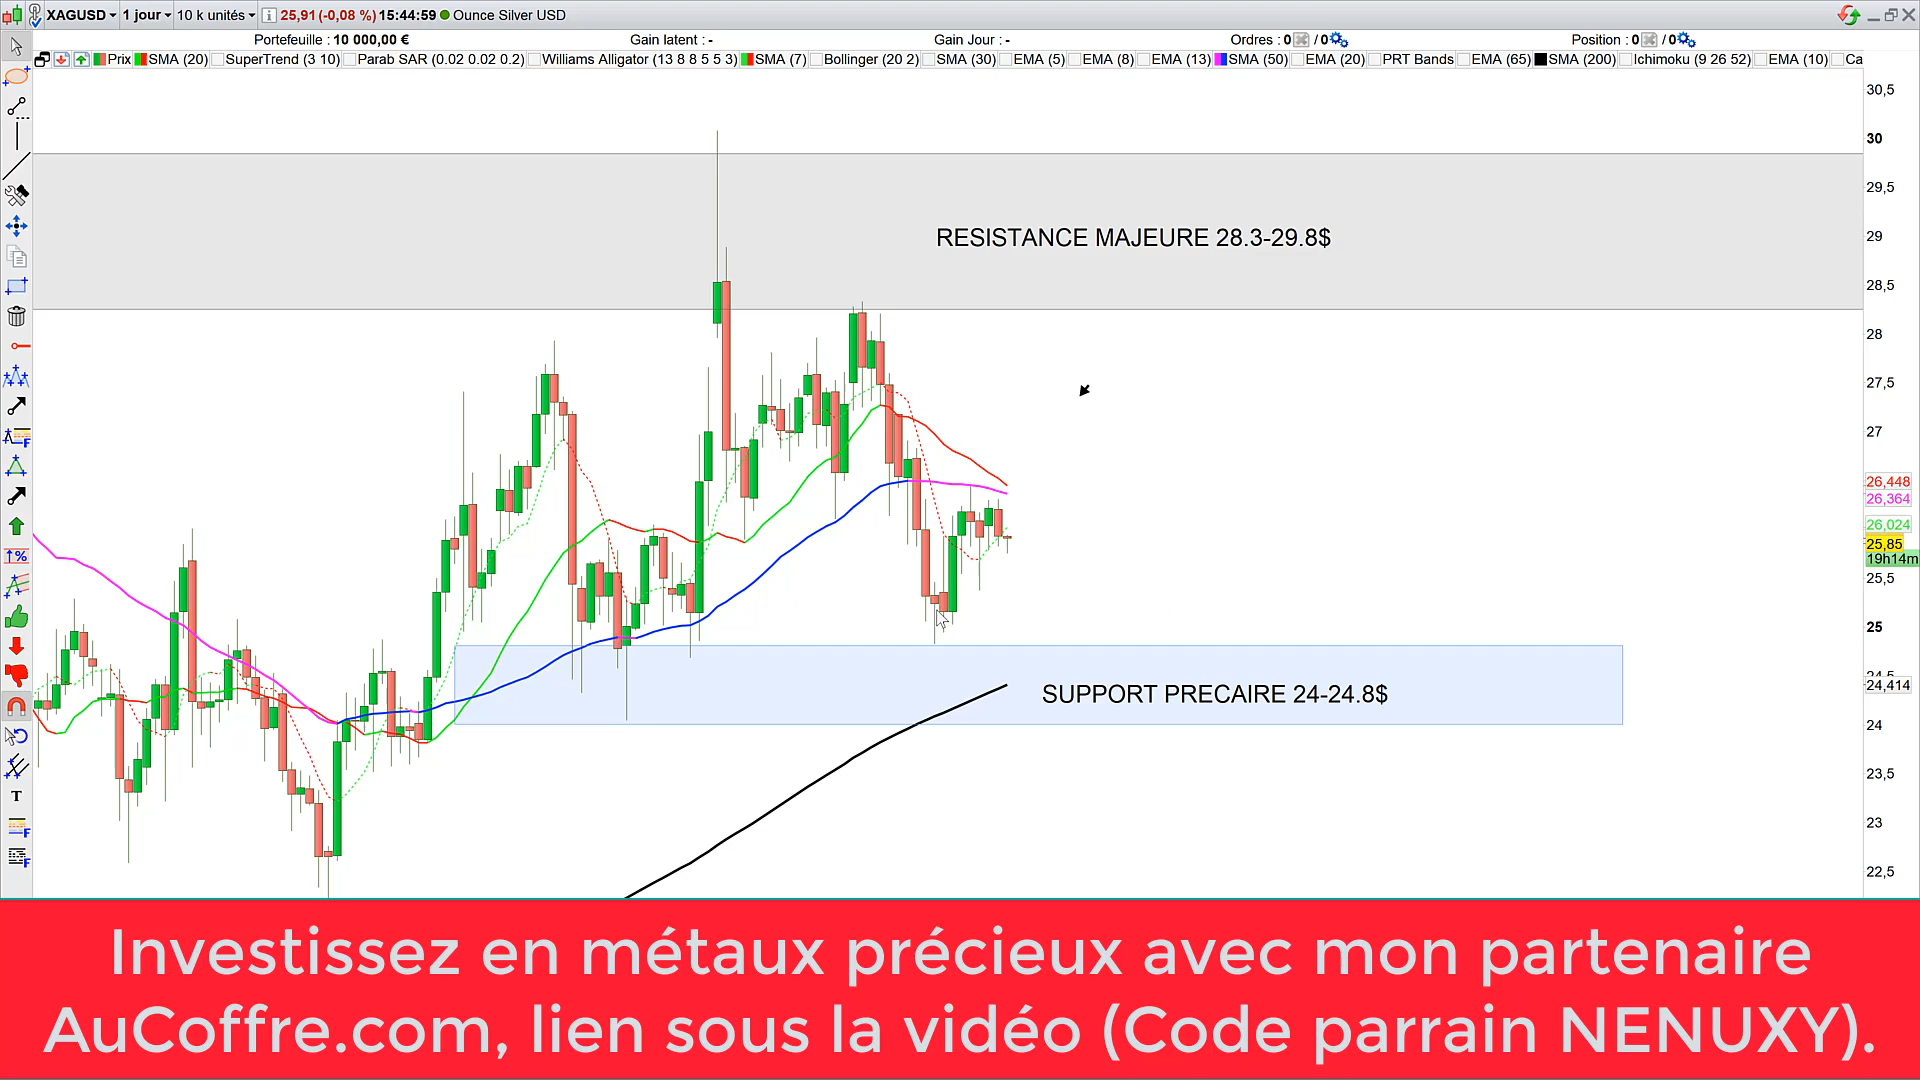 XAGUSD 1 jour 10 k unités 25,91 (-0,08 %) 15:44:59 Ounce Silver USD
Portefeuille : 10 000,00 € Gain latent : - Gain Jour : - Ordres : 0 / 0 Position : 0 / 0
Prix SMA (20) SuperTrend (3 10) Parab SAR (0.02 0.02 0.2) Williams Alligator (13 8 8 5 5 3) SMA (7) Bollinger (20 2) SMA (30) EMA (5) EMA (8) EMA (13) SMA (50) EMA (20) PRT Bands EMA (65) SMA (200) Ichimoku (9 26 52) EMA (10) Ca
30,5
30
29,5
RESISTANCE MAJEURE 28.3-29.8$
29
28,5
28
27,5
27
26,448
26,364
26,024
25,85
19h14m
25,5
25
24,414
SUPPORT PRECAIRE 24-24.8$
24
23,5
23
22,5
Investissez en métaux précieux avec mon partenaire
AuCoffre.com, lien sous la vidéo (Code parrain NENUXY).